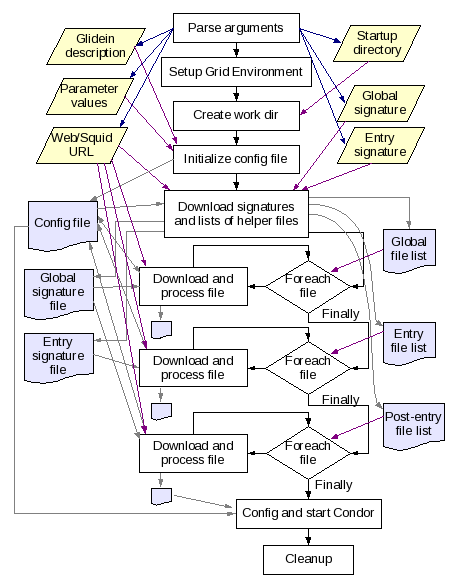 Parse arguments
Glidein
description
Startup
directory
Setup Grid Environment
Parameter
values
Global
signature
Create work dir
Web/Squid
URL
Entry
signature
Initialize config file
Download signatures
and lists of helper files
Config file
Global
file list
Global
signature
file
Download and
process file
Foreach
file
Finally
Entry
signature
file
Download and
process file
Foreach
file
Entry
file list
Finally
Post-entry
file list
Download and
process file
Foreach
file
Finally
Config and start Condor
Cleanup